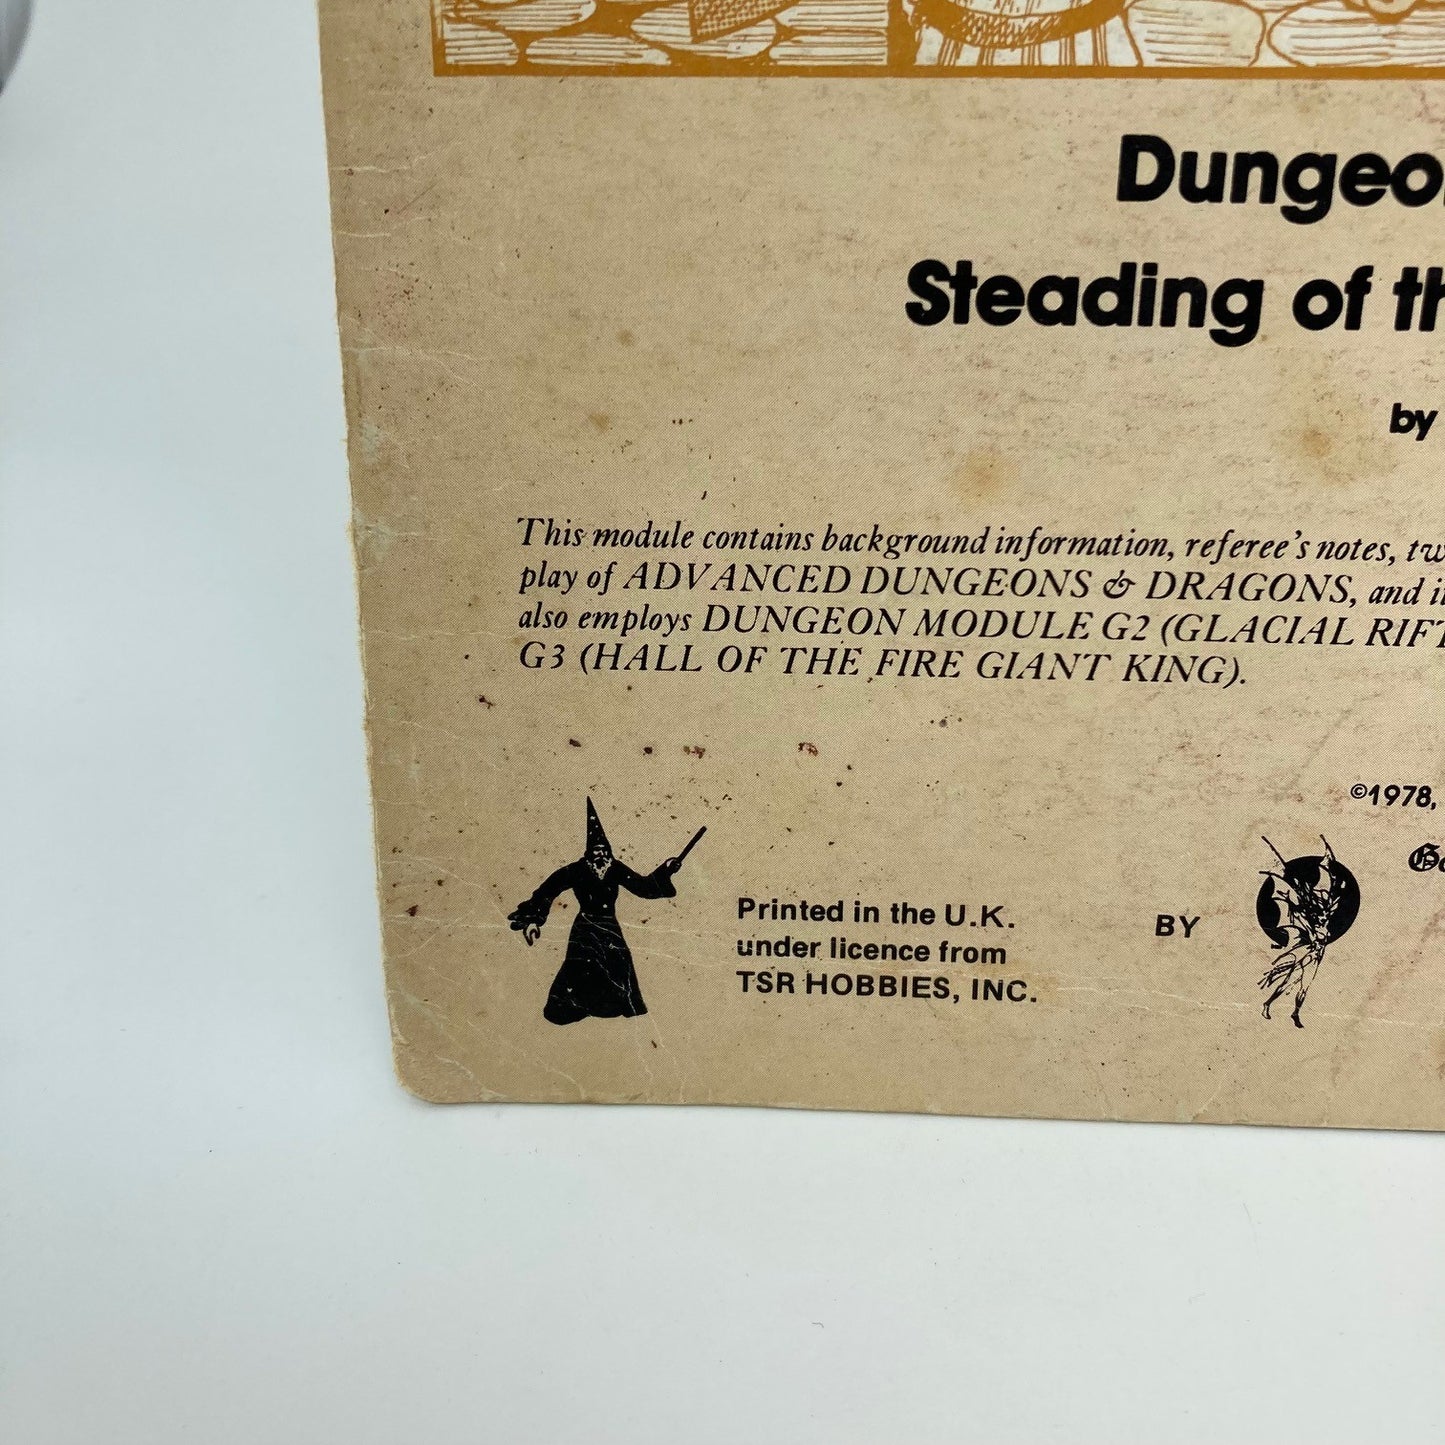 Dungeo
Steading of th
by
This module contains background information, referee's notes, tw
play of ADVANCED DUNGEONS & DRAGONS, and i
also employs DUNGEON MODULE G2 (GLACIAL RIFT
G3 (HALL OF THE FIRE GIANT KING).
©1978,
Printed in the U.K.
under licence from
TSR HOBBIES, INC.
BY